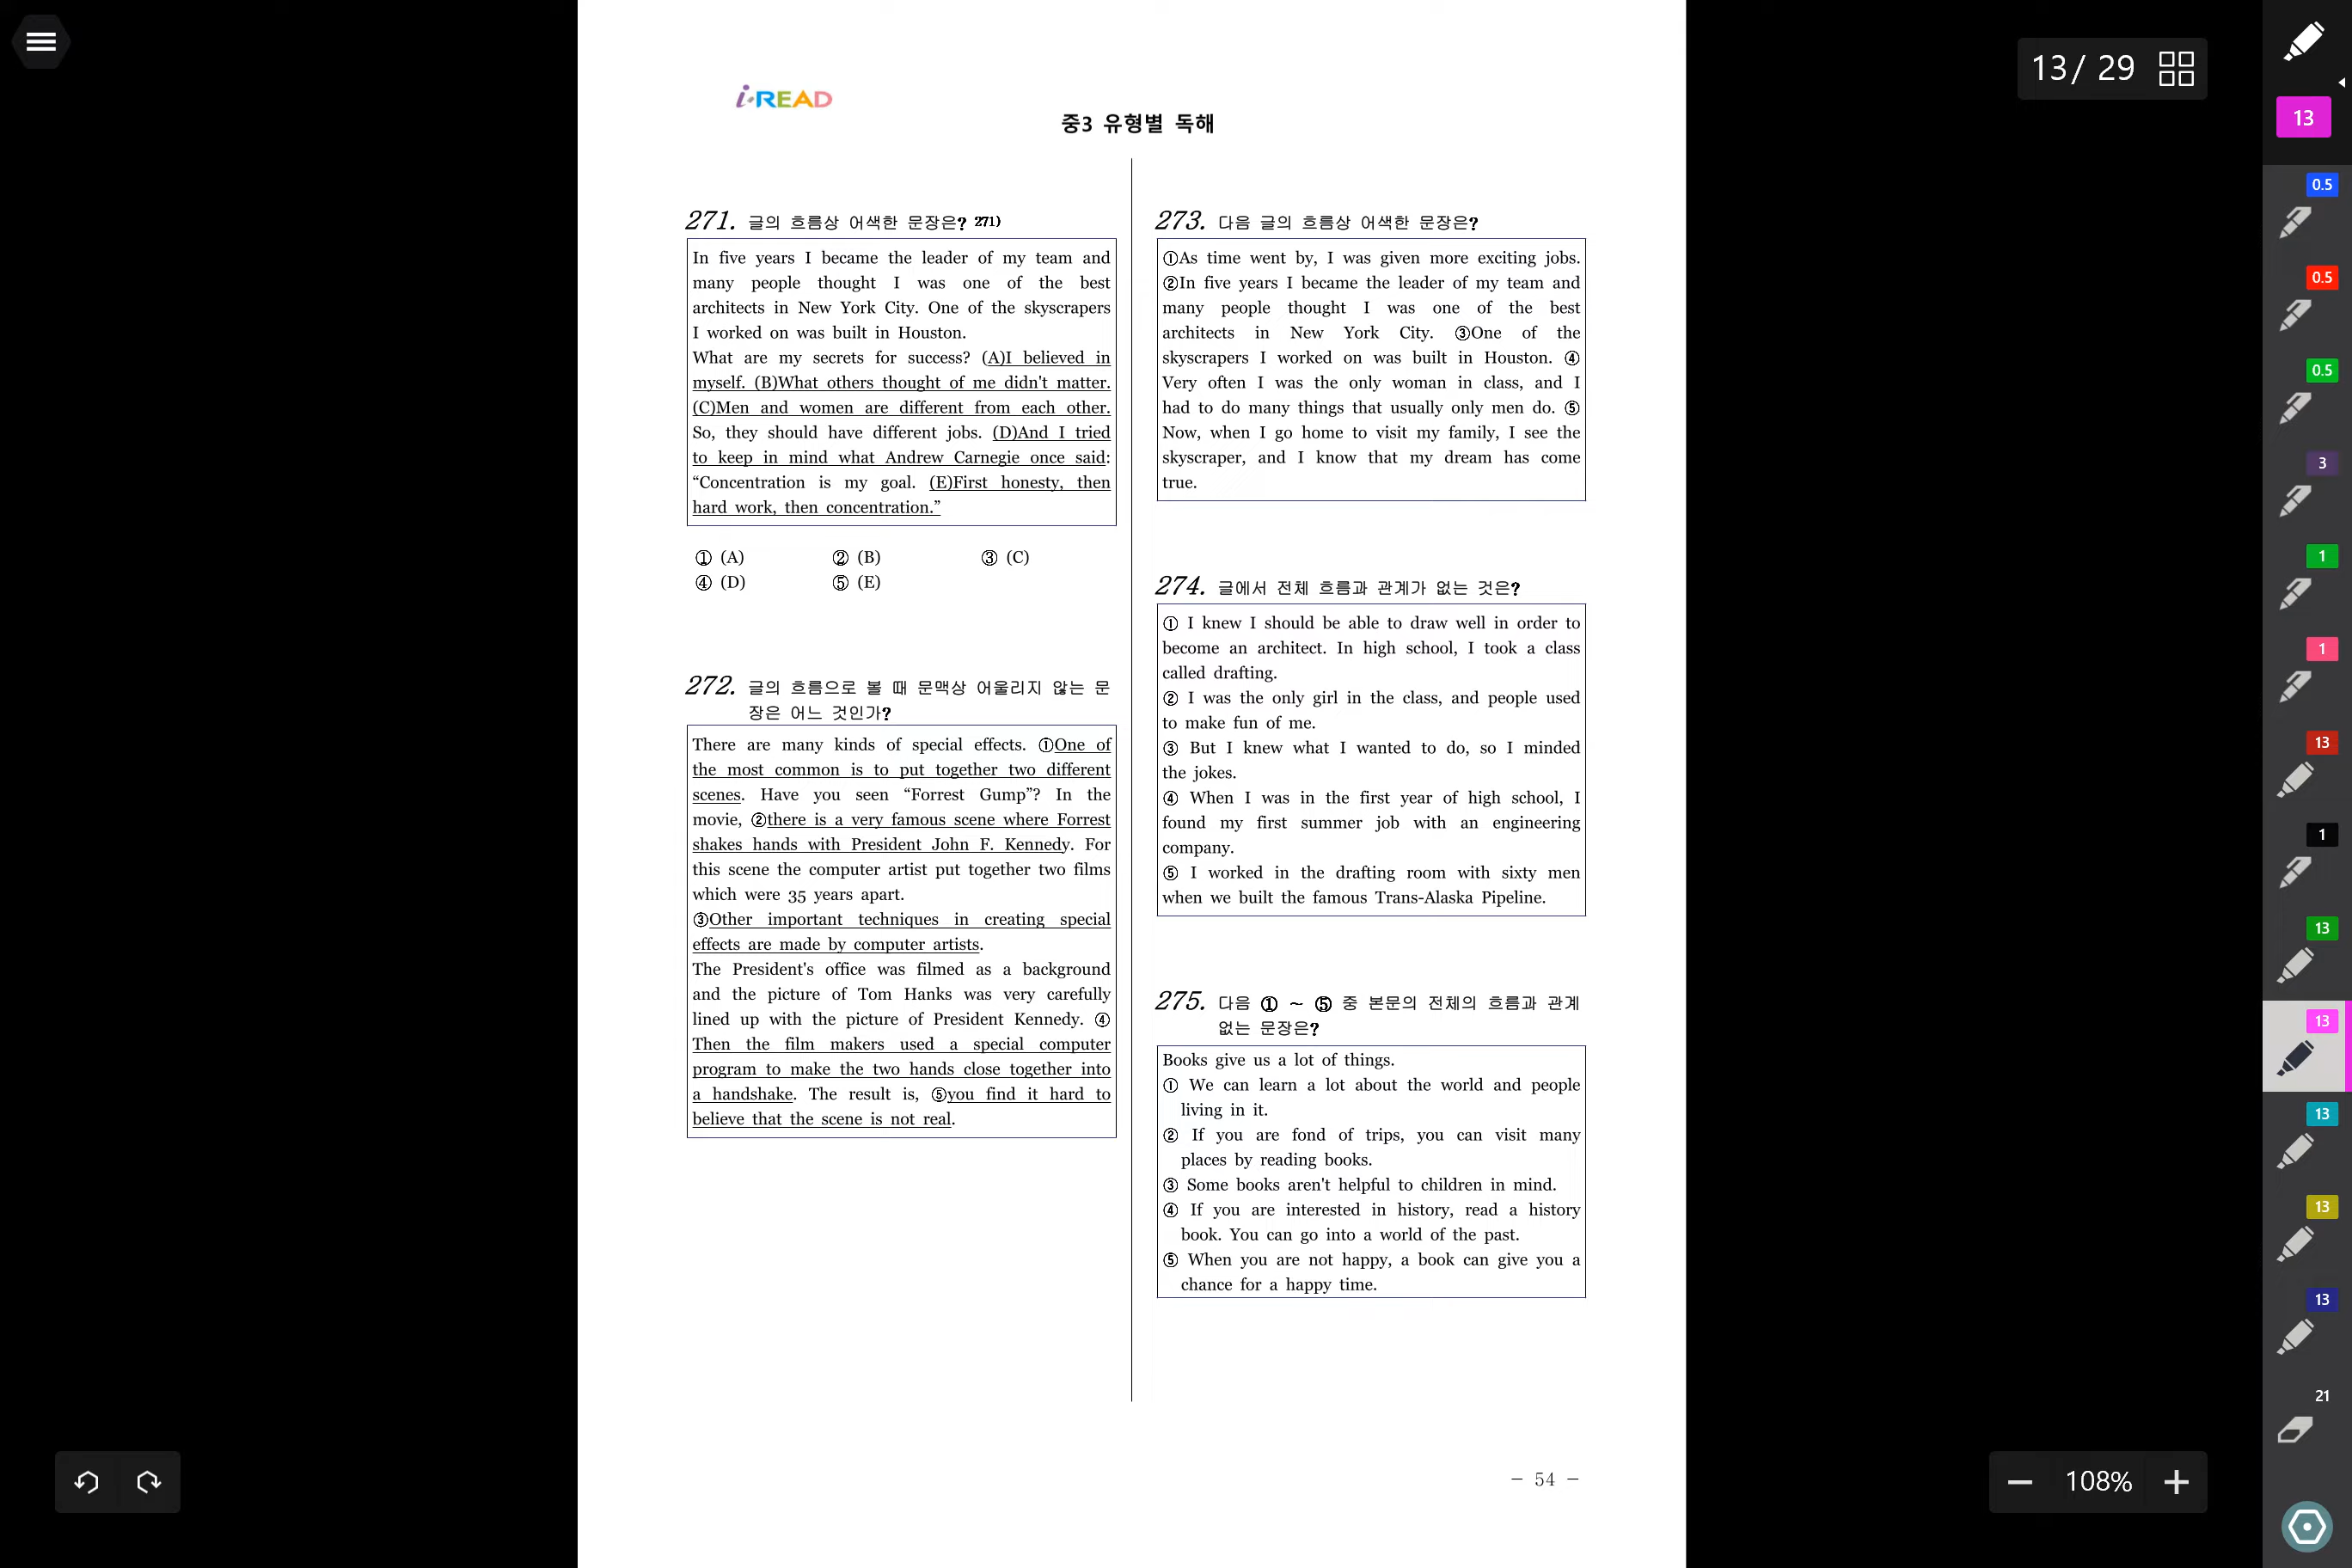 13/ 29
13
i-READ
중3 유형별 독해
271. 글의 흐름상 어색한 문장은? 271)
In five years I became the leader of my team and
many people thought I was one of the best
architects in New York City. One of the skyscrapers
I worked on was built in Houston.
What are my secrets for success? (A)I believed in
myself. (B)What others thought of me didn't matter.
(C)Men and women are different from each other.
So, they should have different jobs. (D)And I tried
to keep in mind what Andrew Carnegie once said:
“Concentration is my goal. (E)First honesty, then
hard work, then concentration.”
① (A) ② (B) ③ (C)
④ (D) ⑤ (E)
272. 글의 흐름으로 볼 때 문맥상 어울리지 않는 문
장은 어느 것인가?
There are many kinds of special effects. ①One of
the most common is to put together two different
scenes. Have you seen “Forrest Gump”? In the
movie, ②there is a very famous scene where Forrest
shakes hands with President John F. Kennedy. For
this scene the computer artist put together two films
which were 35 years apart.
③Other important techniques in creating special
effects are made by computer artists.
The President's office was filmed as a background
and the picture of Tom Hanks was very carefully
lined up with the picture of President Kennedy. ④
Then the film makers used a special computer
program to make the two hands close together into
a handshake. The result is, ⑤you find it hard to
believe that the scene is not real.
273. 다음 글의 흐름상 어색한 문장은?
①As time went by, I was given more exciting jobs.
②In five years I became the leader of my team and
many people thought I was one of the best
architects in New York City. ③One of the
skyscrapers I worked on was built in Houston. ④
Very often I was the only woman in class, and I
had to do many things that usually only men do. ⑤
Now, when I go home to visit my family, I see the
skyscraper, and I know that my dream has come
true.
274. 글에서 전체 흐름과 관계가 없는 것은?
① I knew I should be able to draw well in order to
become an architect. In high school, I took a class
called drafting.
② I was the only girl in the class, and people used
to make fun of me.
③ But I knew what I wanted to do, so I minded
the jokes.
④ When I was in the first year of high school, I
found my first summer job with an engineering
company.
⑤ I worked in the drafting room with sixty men
when we built the famous Trans-Alaska Pipeline.
275. 다음 ① ~ ⑤ 중 본문의 전체의 흐름과 관계
없는 문장은?
Books give us a lot of things.
① We can learn a lot about the world and people
living in it.
② If you are fond of trips, you can visit many
places by reading books.
③ Some books aren't helpful to children in mind.
④ If you are interested in history, read a history
book. You can go into a world of the past.
⑤ When you are not happy, a book can give you a
chance for a happy time.
- 54 -
0.5
0.5
0.5
3
1
1
13
1
13
13
13
13
13
21
108%